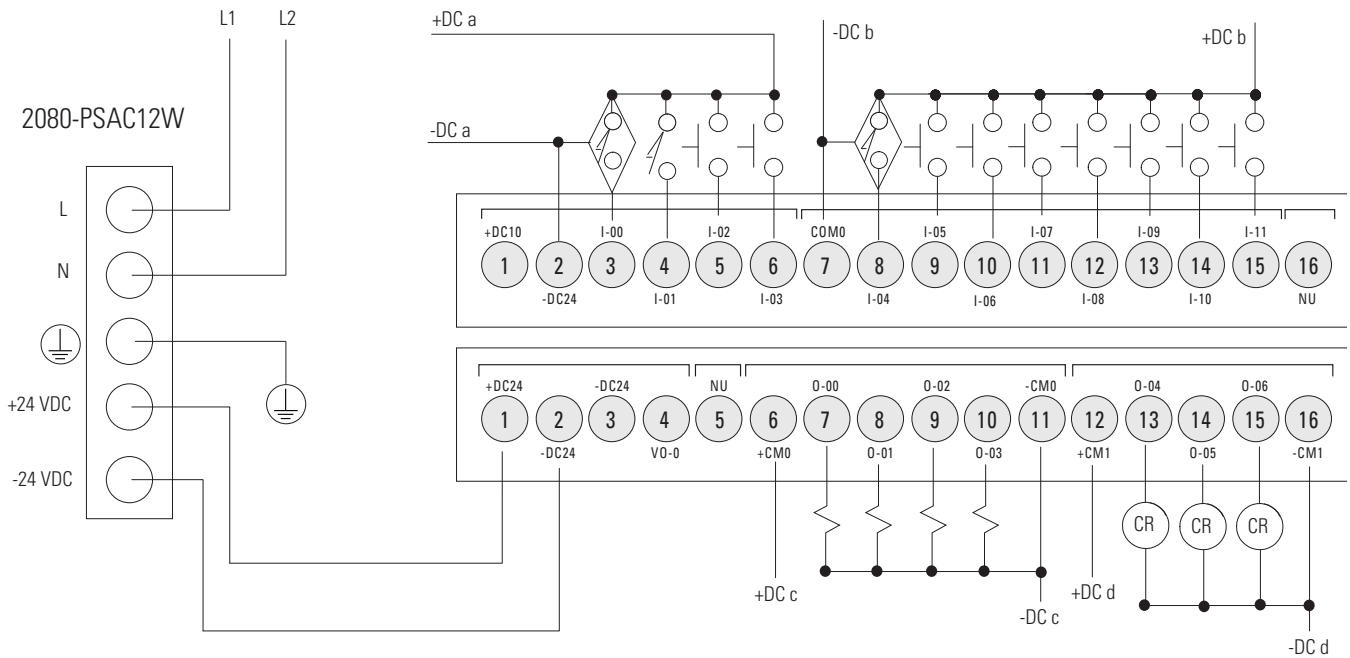 L1 L2
+DC a
-DC b
+DC b
2080-PSAC12W
-DC a
L
N
+24 VDC
-24 VDC
+DC10 I-00 I-02 COM0 I-05 I-07 I-09 I-11
1 2 3 4 5 6 7 8 9 10 11 12 13 14 15 16
-DC24 I-01 I-03 I-04 I-06 I-08 I-10 NU
+DC24 -DC24 NU O-00 O-02 -CM0 O-04 O-06
1 2 3 4 5 6 7 8 9 10 11 12 13 14 15 16
-DC24 VO-0 +CM0 O-01 O-03 +CM1 O-05 -CM1
CR CR CR
+DC c
-DC c
+DC d
-DC d